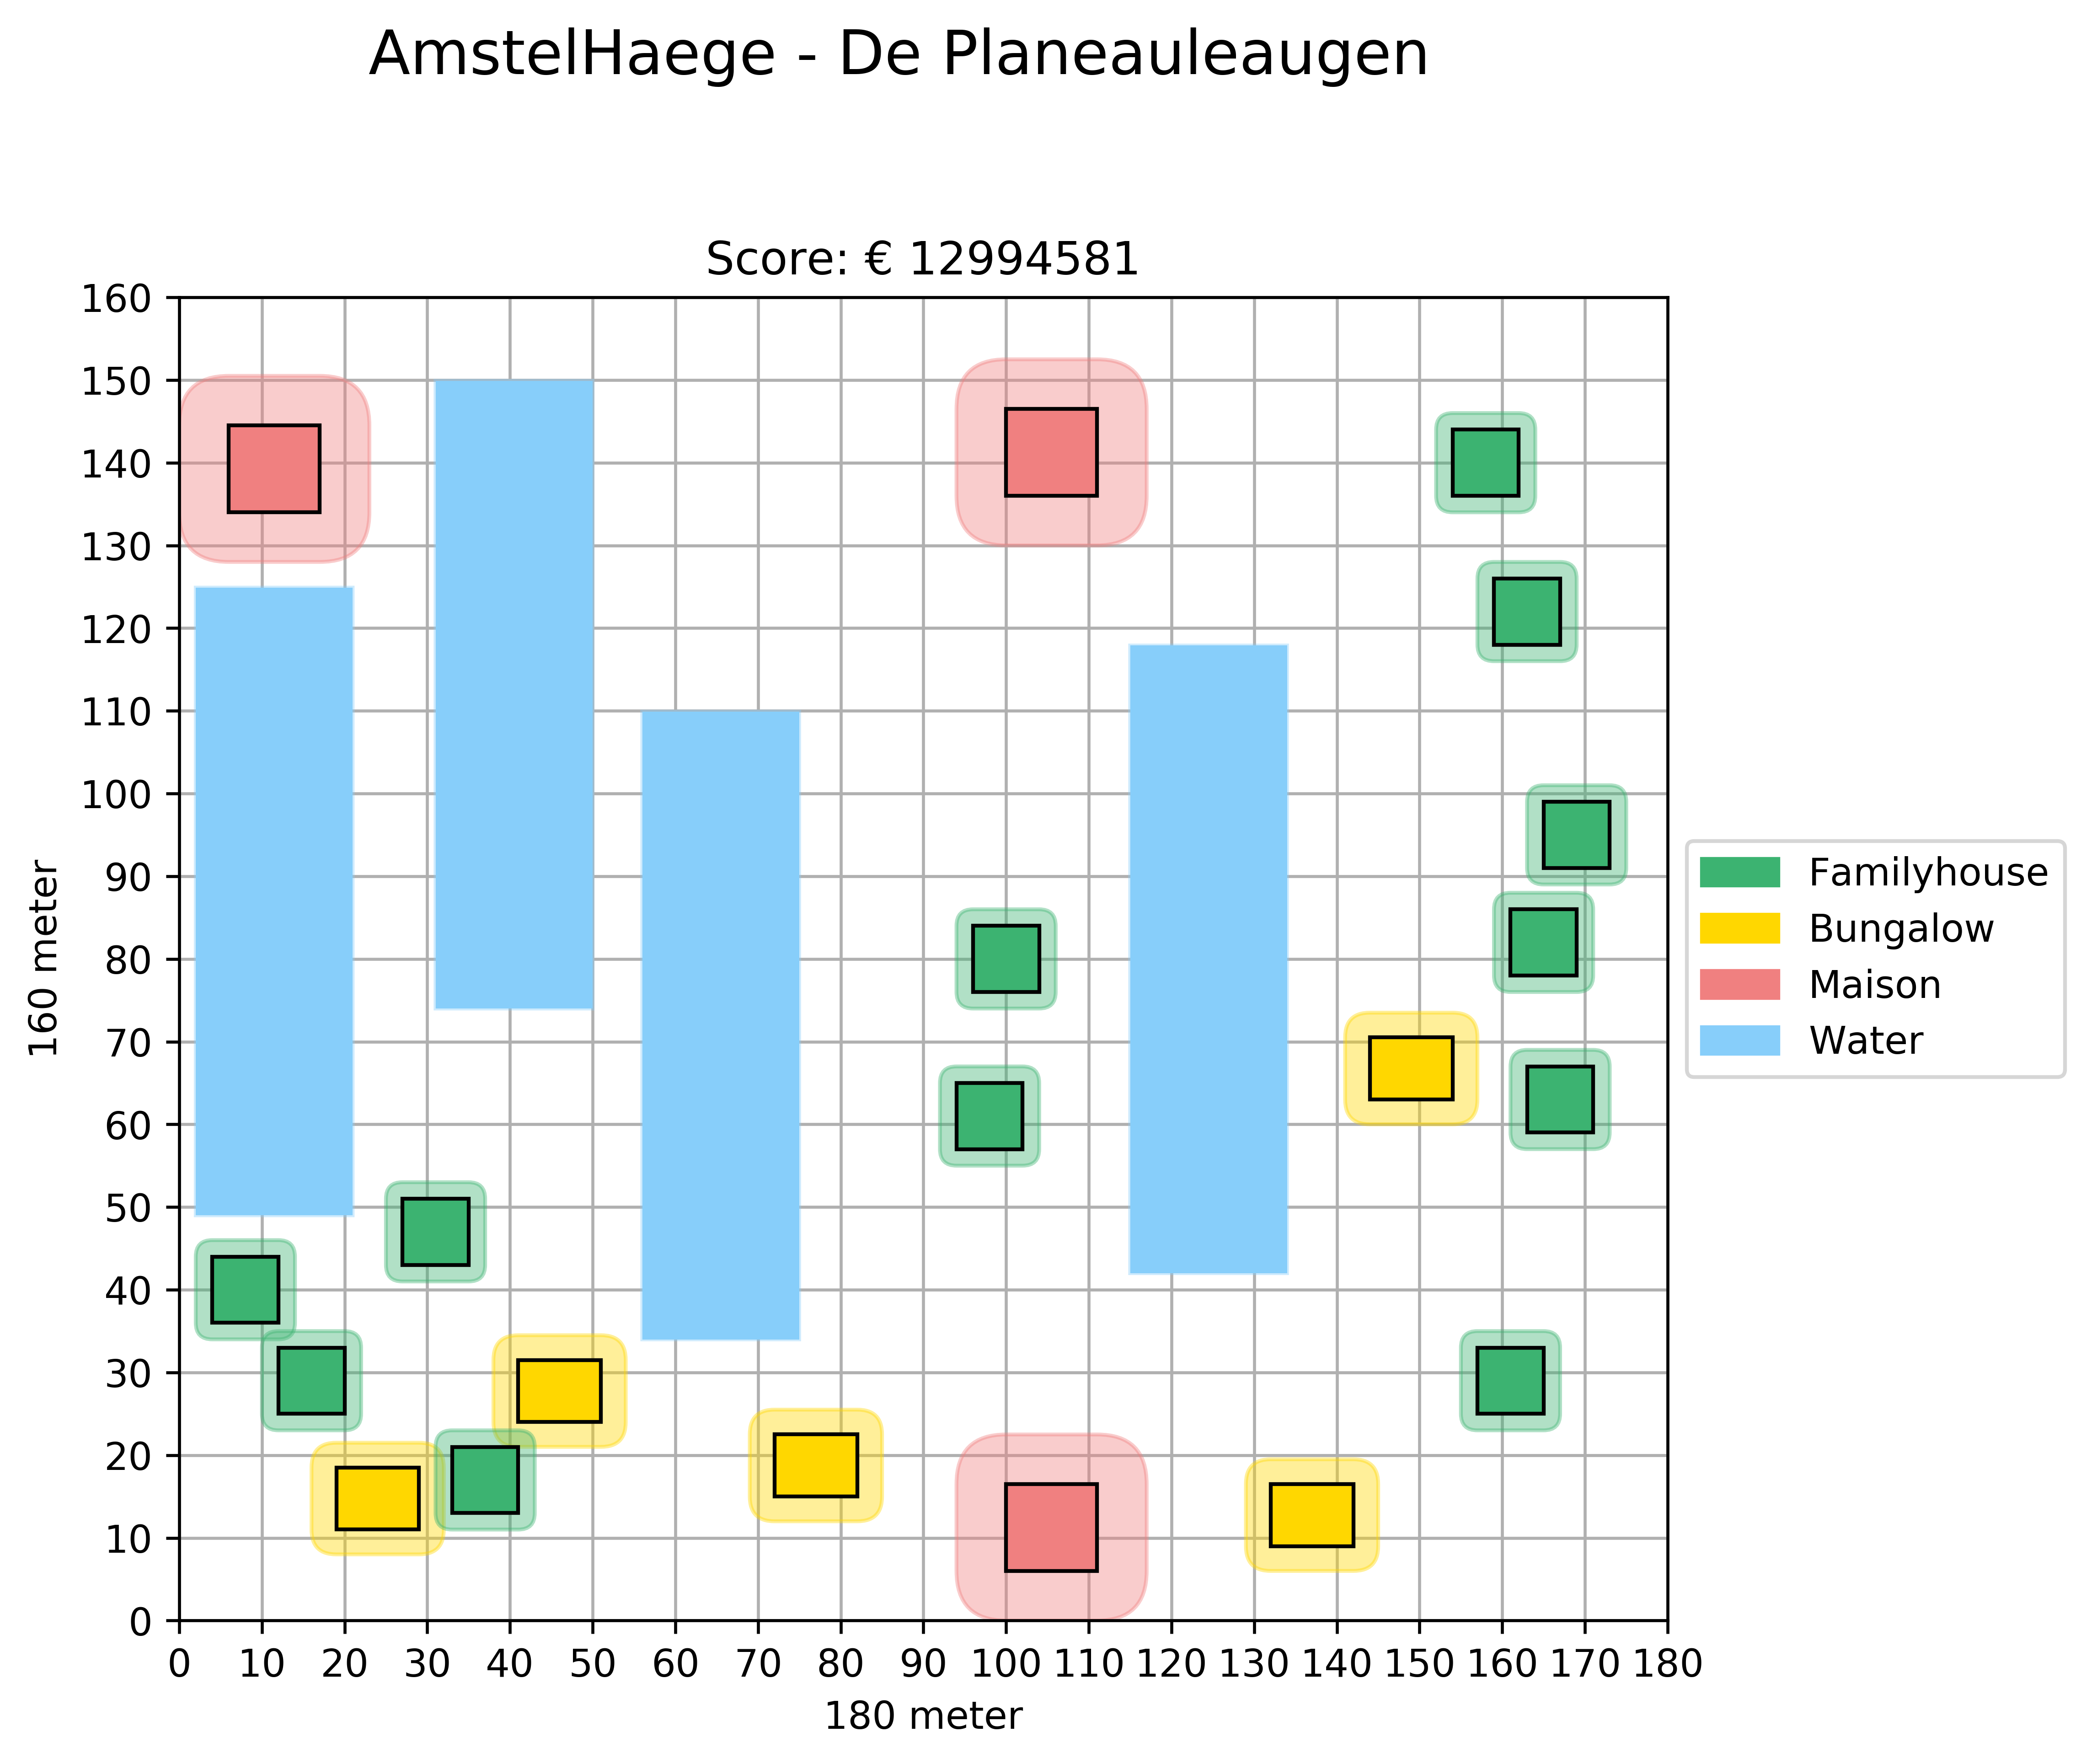 AmstelHaege - De Planeauleaugen
Score: € 12994581
160
150
140
130
120
110
100
90
80
70
60
50
40
30
20
10
0
160 meter
0 10 20 30 40 50 60 70 80 90 100 110 120 130 140 150 160 170 180
180 meter
Familyhouse
Bungalow
Maison
Water